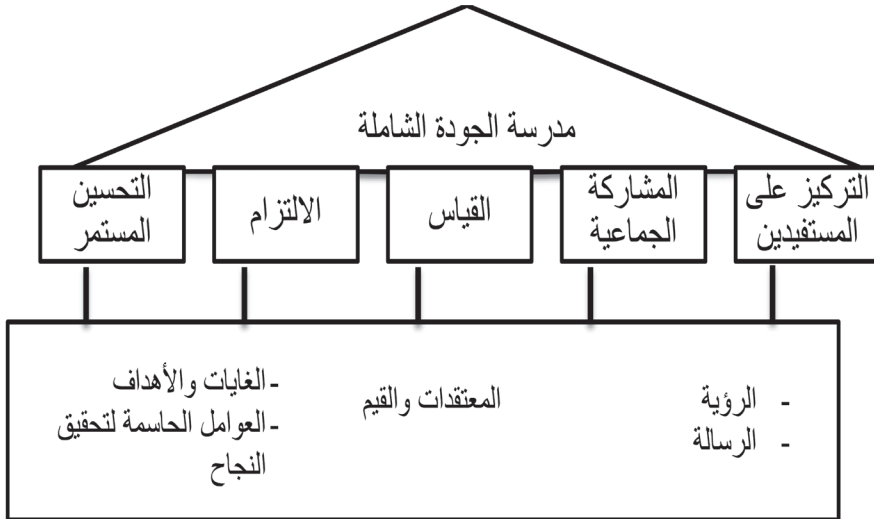 مدرسة الجودة الشاملة
التركيز على
المستفيدين
المشاركة
الجماعية
القياس
الالتزام
التحسين
المستمر
- الرؤية
- الرسالة
المعتقدات والقيم
- الغايات والأهداف
- العوامل الحاسمة لتحقيق
النجاح